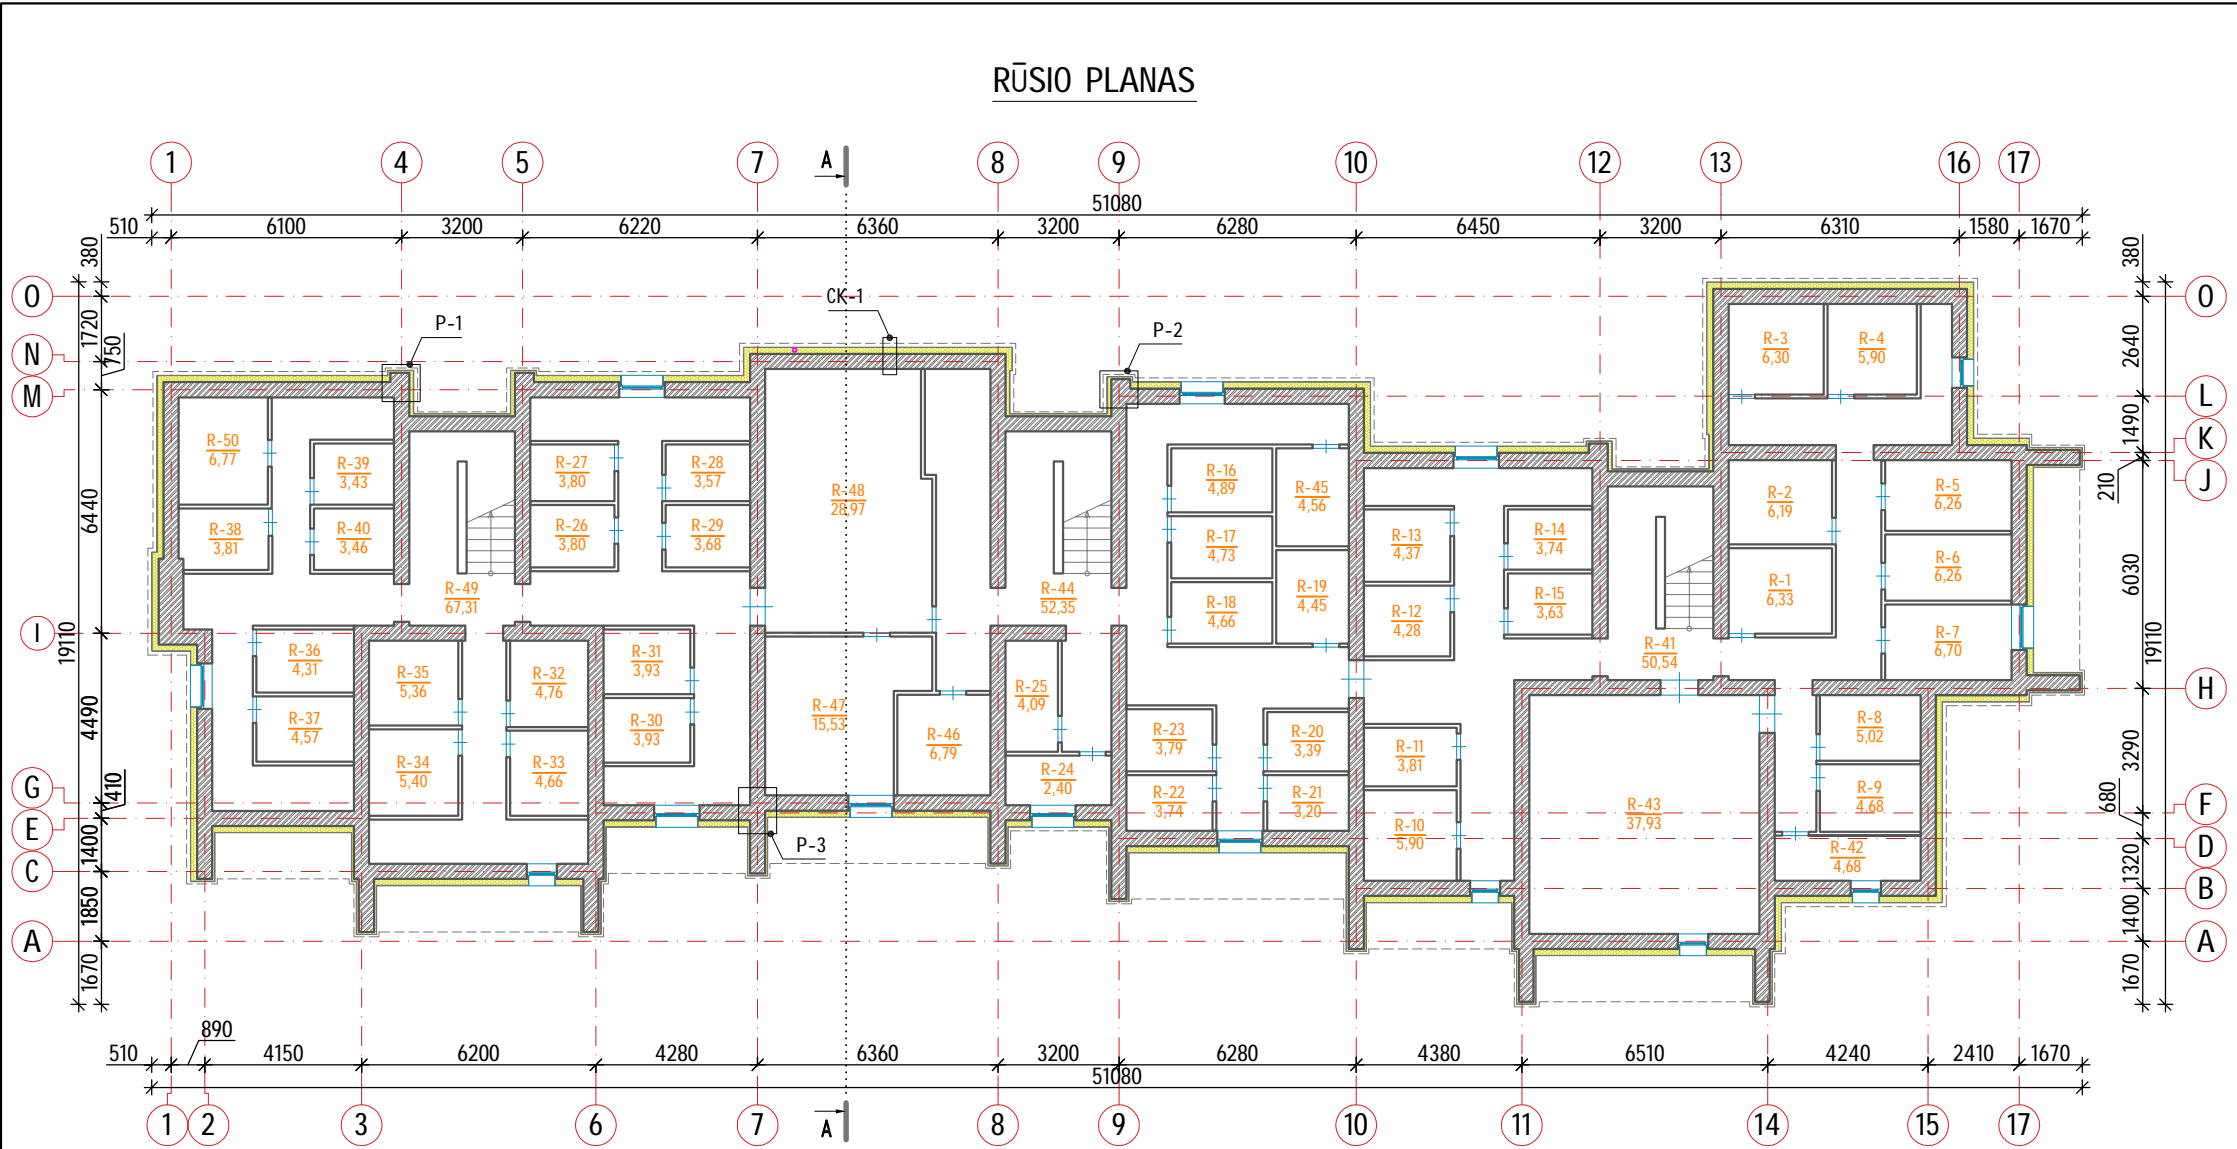 RŪSIO PLANAS
1 4 5 7 A 8 9 10 12 13 16 17
51080
510 6100 3200 6220 6360 3200 6280 6450 3200 6310 1580 1670
380
1720
750
6440
4490
410
1400
1850
1670
19110
O
N
M
I
G
E
C
A
P-1
CK-1
P-2
P-3
R-50
6,77
R-39
3,43
R-38
3,81
R-40
3,46
R-49
67,31
R-27
3,80
R-28
3,57
R-26
3,80
R-29
3,68
R-48
28,97
R-44
52,35
R-16
4,89
R-45
4,56
R-17
4,73
R-18
4,66
R-19
4,45
R-13
4,37
R-14
3,74
R-12
4,28
R-15
3,63
R-3
6,30
R-4
5,90
R-2
6,19
R-5
6,26
R-1
6,33
R-6
6,26
R-7
6,70
R-41
50,54
R-36
4,31
R-37
4,57
R-35
5,36
R-34
5,40
R-32
4,76
R-33
4,66
R-31
3,93
R-30
3,93
R-47
15,53
R-46
6,79
R-25
4,09
R-24
2,40
R-23
3,79
R-22
3,74
R-20
3,39
R-21
3,20
R-11
3,81
R-10
5,90
R-43
37,93
R-8
5,02
R-9
4,68
R-42
4,68
O
L
K
J
H
F
D
B
A
380
2640
1490
210
6030
3290
680
1320
1400
1670
19110
890
510 4150 6200 4280 6360 3200 6280 4380 6510 4240 2410 1670
51080
1 2 3 6 7 A 8 9 10 11 14 15 17